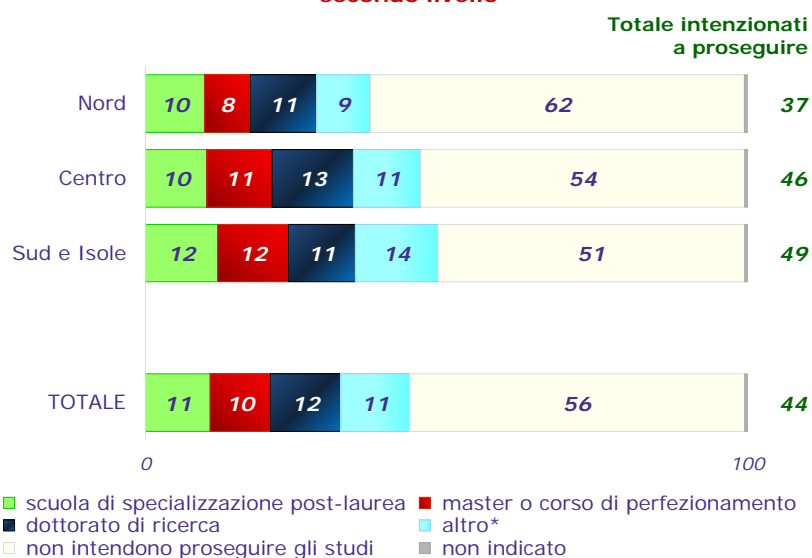 secondo livello
Totale intenzionati
a proseguire
Nord 10 8 11 9 62 37
Centro 10 11 13 11 54 46
Sud e Isole 12 12 11 14 51 49
TOTALE 11 10 12 11 56 44
0 100
scuola di specializzazione post-laurea master o corso di perfezionamento
dottorato di ricerca altro*
non intendono proseguire gli studi non indicato